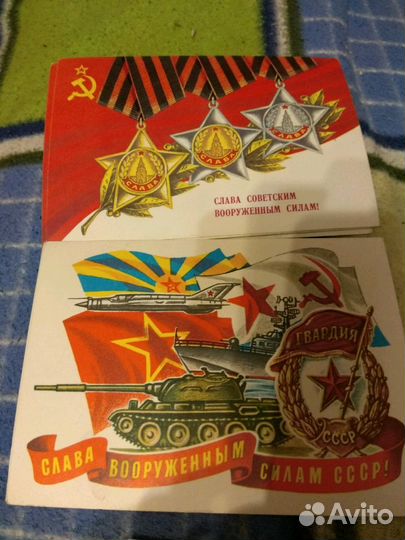 СЛАВА
СЛАВА
СЛАВА
СЛАВА СОВЕТСКИМ
ВООРУЖЕННЫМ СИЛАМ!
ГВАРДИЯ
СССР
СЛАВА ВООРУЖЕННЫМ СИЛАМ СССР!
Avito